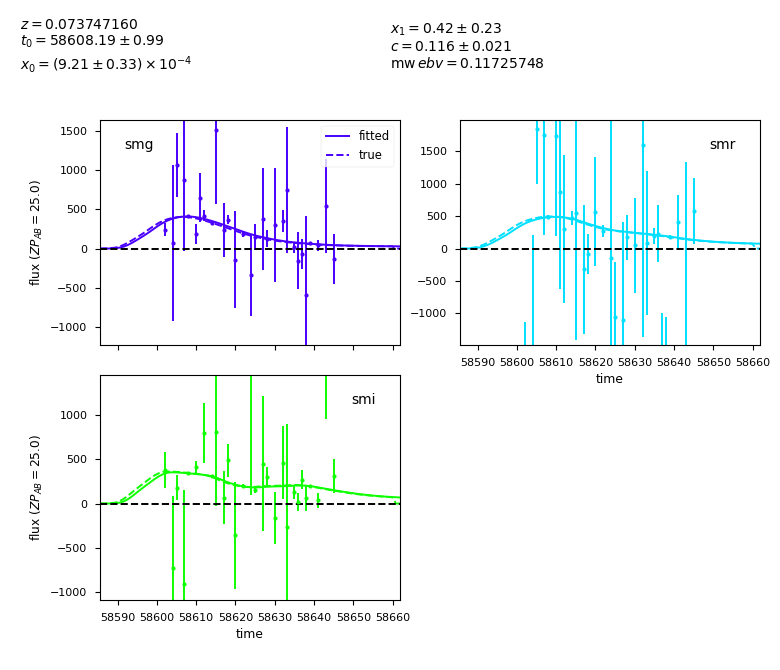 z = 0.073747160
t₀ = 58608.19 ± 0.99
x₀ = (9.21 ± 0.33) × 10⁻⁴
x₁ = 0.42 ± 0.23
c = 0.116 ± 0.021
mw ebv = 0.11725748
smg
fitted
true
1500
1000
500
0
−500
−1000
flux (ZP_AB = 25.0)
smr
1500
1000
500
0
−500
−1000
58590 58600 58610 58620 58630 58640 58650 58660
time
smi
1000
500
0
−500
−1000
flux (ZP_AB = 25.0)
58590 58600 58610 58620 58630 58640 58650 58660
time